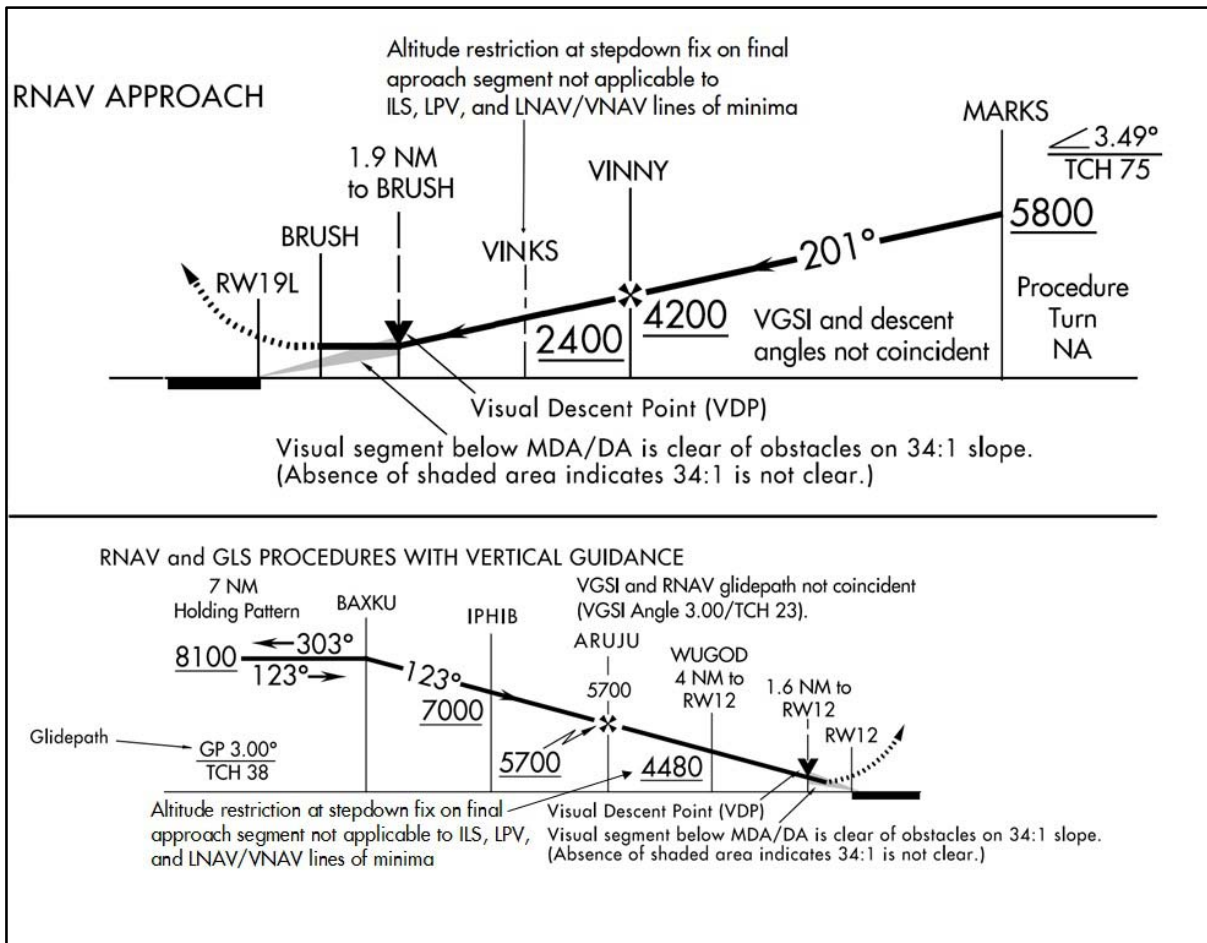 RNAV APPROACH
Altitude restriction at stepdown fix on final
aproach segment not applicable to
ILS, LPV, and LNAV/VNAV lines of minima
MARKS
3.49°
TCH 75
1.9 NM
to BRUSH
VINNY
5800
BRUSH
VINKS
201°
RW19L
2400
4200
VGSI and descent
angles not coincident
Procedure
Turn
NA
Visual Descent Point (VDP)
Visual segment below MDA/DA is clear of obstacles on 34:1 slope.
(Absence of shaded area indicates 34:1 is not clear.)
RNAV and GLS PROCEDURES WITH VERTICAL GUIDANCE
7 NM
Holding Pattern
BAXKU
IPHIB
VGSI and RNAV glidepath not coincident
(VGSI Angle 3.00/TCH 23).
ARUJU
5700
WUGOD
4 NM to
RW12
1.6 NM to
RW12
RW12
8100
303°
123°
123°
7000
5700
4480
Glidepath
GP 3.00°
TCH 38
Altitude restriction at stepdown fix on final
approach segment not applicable to ILS, LPV,
and LNAV/VNAV lines of minima
Visual Descent Point (VDP)
Visual segment below MDA/DA is clear of obstacles on 34:1 slope.
(Absence of shaded area indicates 34:1 is not clear.)